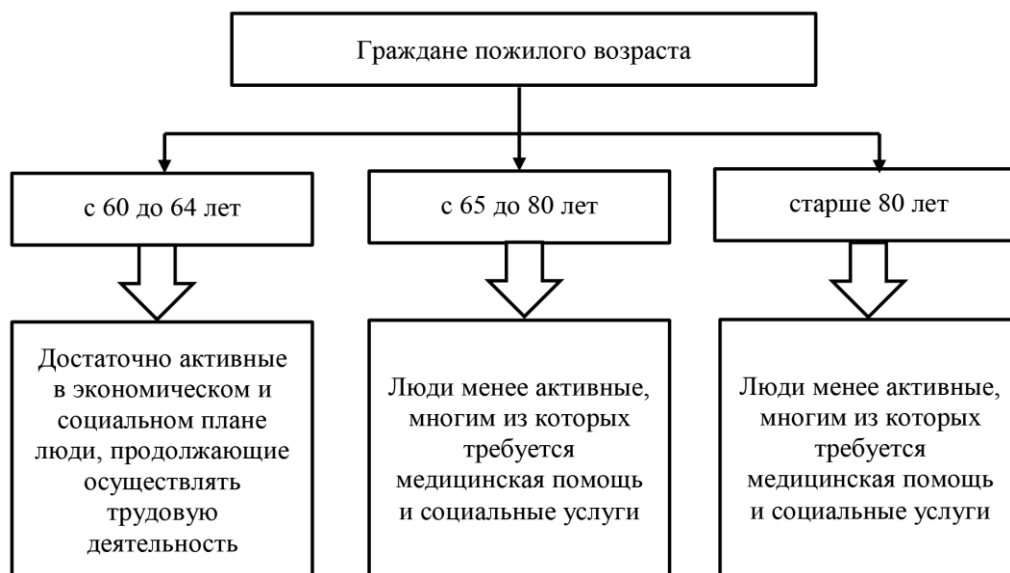 Граждане пожилого возраста
с 60 до 64 лет
с 65 до 80 лет
старше 80 лет
Достаточно активные
в экономическом и
социальном плане
люди, продолжающие
осуществлять
трудовую
деятельность
Люди менее активные,
многим из которых
требуется
медицинская помощь
и социальные услуги
Люди менее активные,
многим из которых
требуется
медицинская помощь
и социальные услуги